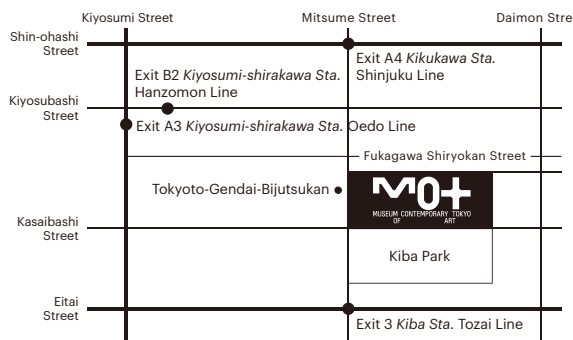 Kiyosumi Street
Mitsume Street
Daimon Stre
Shin-ohashi
Street
Exit A4 Kikukawa Sta.
Shinjuku Line
Exit B2 Kiyosumi-shirakawa Sta.
Hanzomon Line
Kiyosubashi
Street
Exit A3 Kiyosumi-shirakawa Sta. Oedo Line
Fukagawa Shiryokan Street
Tokyoto-Gendai-Bijutsukan
MO+
MUSEUM CONTEMPORARY TOKYO
OF ART
Kasaibashi
Street
Kiba Park
Eitai
Street
Exit 3 Kiba Sta. Tozai Line